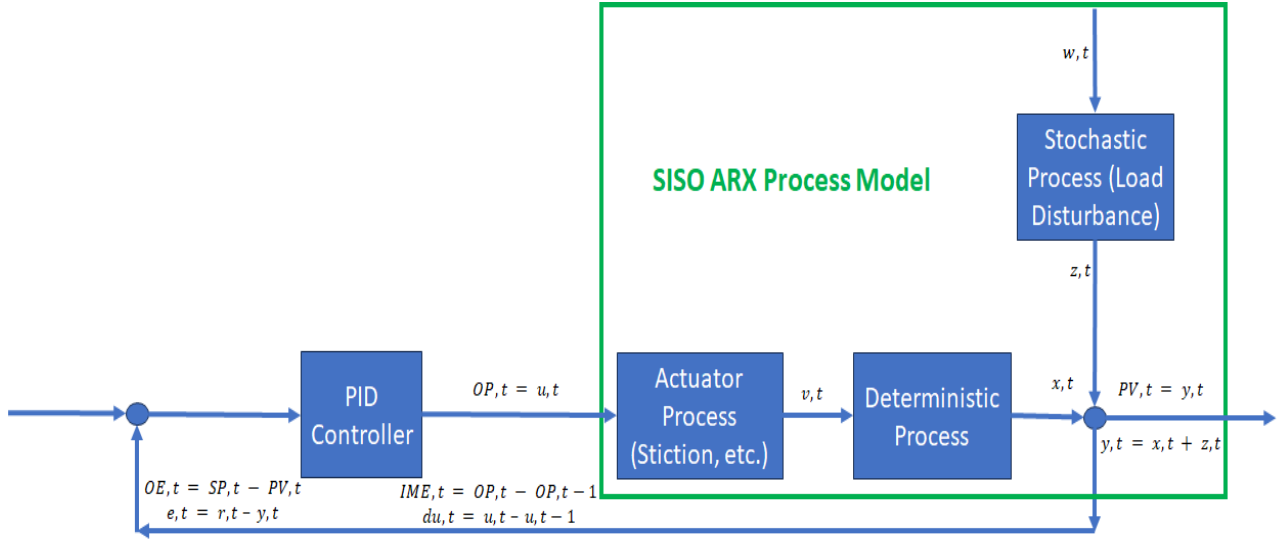 w,t
Stochastic
Process (Load
Disturbance)
SISO ARX Process Model
z,t
PID
Controller
OP,t = u,t
Actuator
Process
(Stiction, etc.)
v,t
Deterministic
Process
x,t
PV,t = y,t
y,t = x,t + z,t
OE,t = SP,t − PV,t
e,t = r,t − y,t
IME,t = OP,t − OP,t−1
du,t = u,t − u,t−1